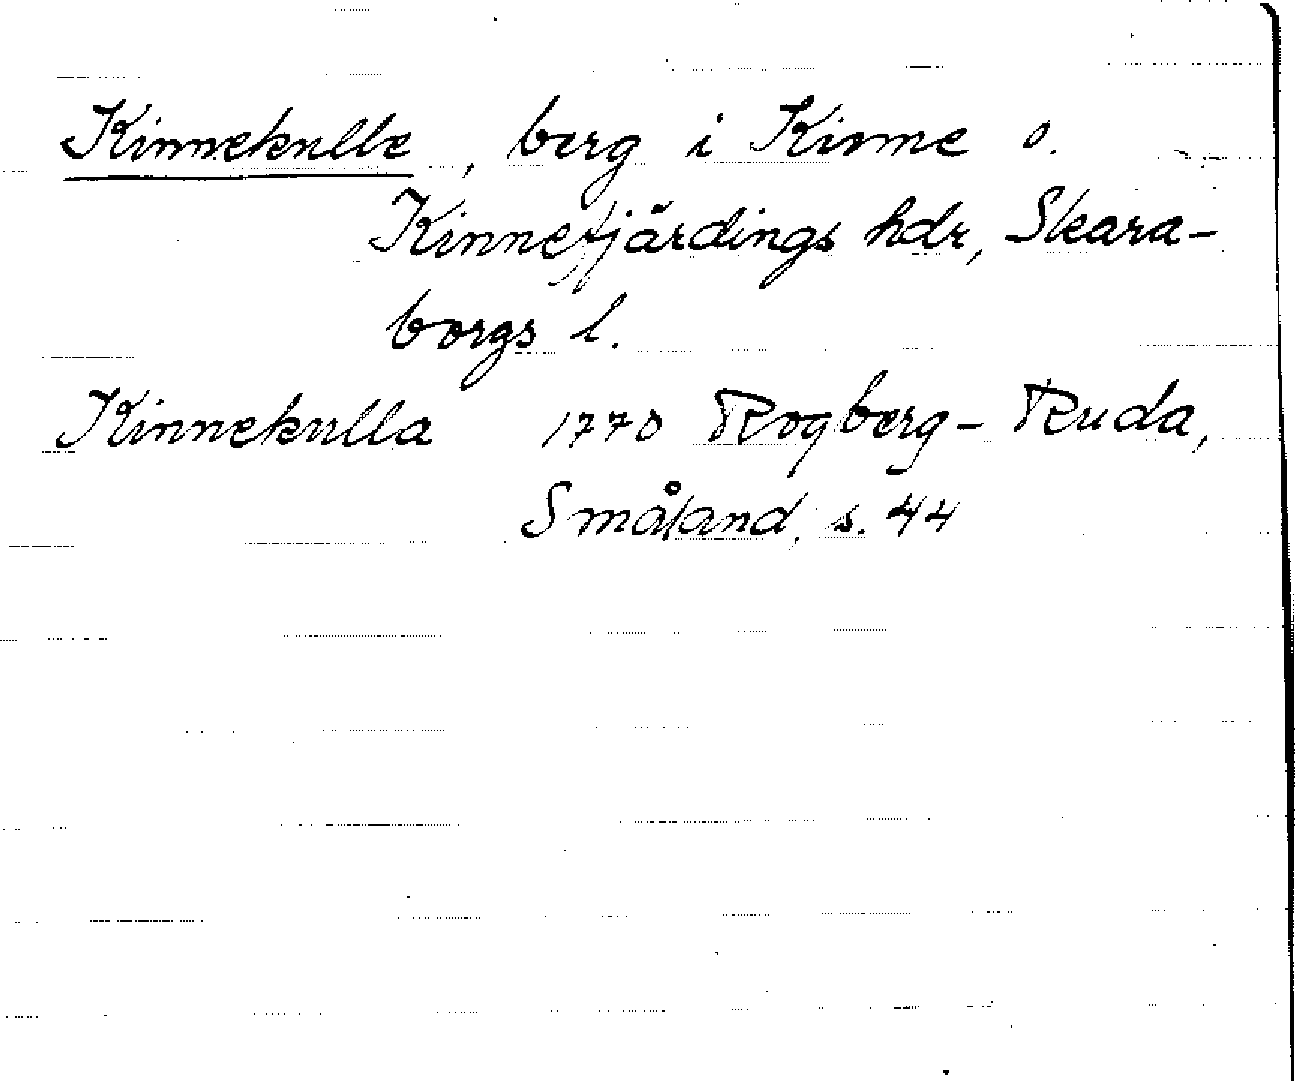 Kinnekulle, berg i Kinne o.
Kinnefjärdings hdr, Skara-
borgs l.
Kinnekulla 1770 Rogberg-Ruda,
Småland, s. 44